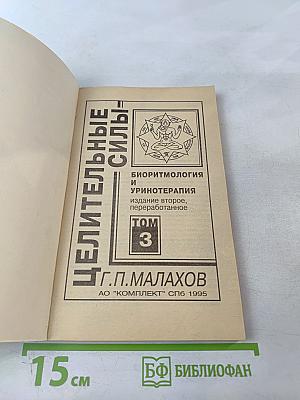 ЦЕЛИТЕЛЬНЫЕ
СИЛЫ-
БИОРИТМОЛОГИЯ
И
УРИНОТЕРАПИЯ
издание второе,
переработанное
ТОМ
3
Г.П.МАЛАХОВ
АО "КОМПЛЕКТ" СПб 1995
15 см
БФ БИБЛИОФАН